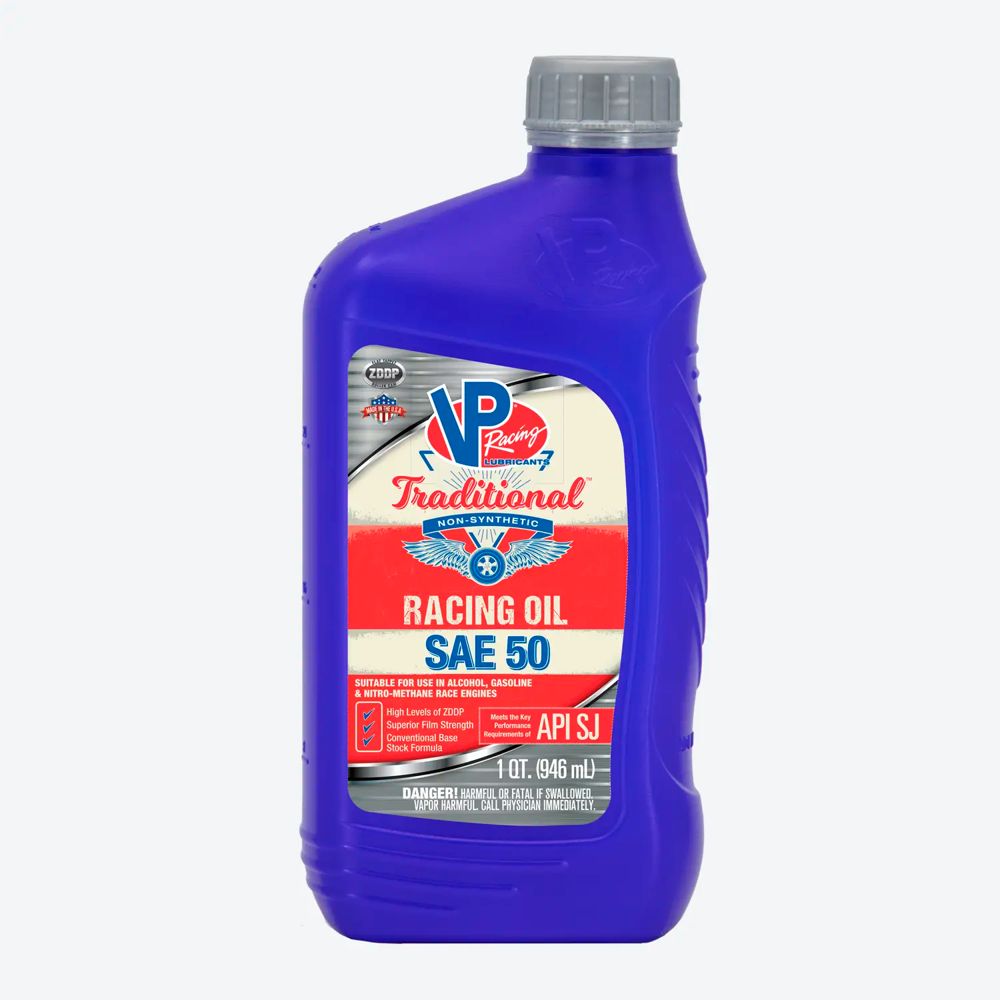 VP
Racing
ZDDP
MADE IN THE U.S.A.
VP
Racing
LUBRICANTS
Traditional™
NON-SYNTHETIC
RACING OIL
SAE 50
SUITABLE FOR USE IN ALCOHOL, GASOLINE
& NITRO-METHANE RACE ENGINES
High Levels of ZDDP
Superior Film Strength
Conventional Base
Stock Formula
Meets the Key
Performance
Requirements of
API SJ
1 QT. (946 mL)
DANGER! HARMFUL OR FATAL IF SWALLOWED.
VAPOR HARMFUL. CALL PHYSICIAN IMMEDIATELY.